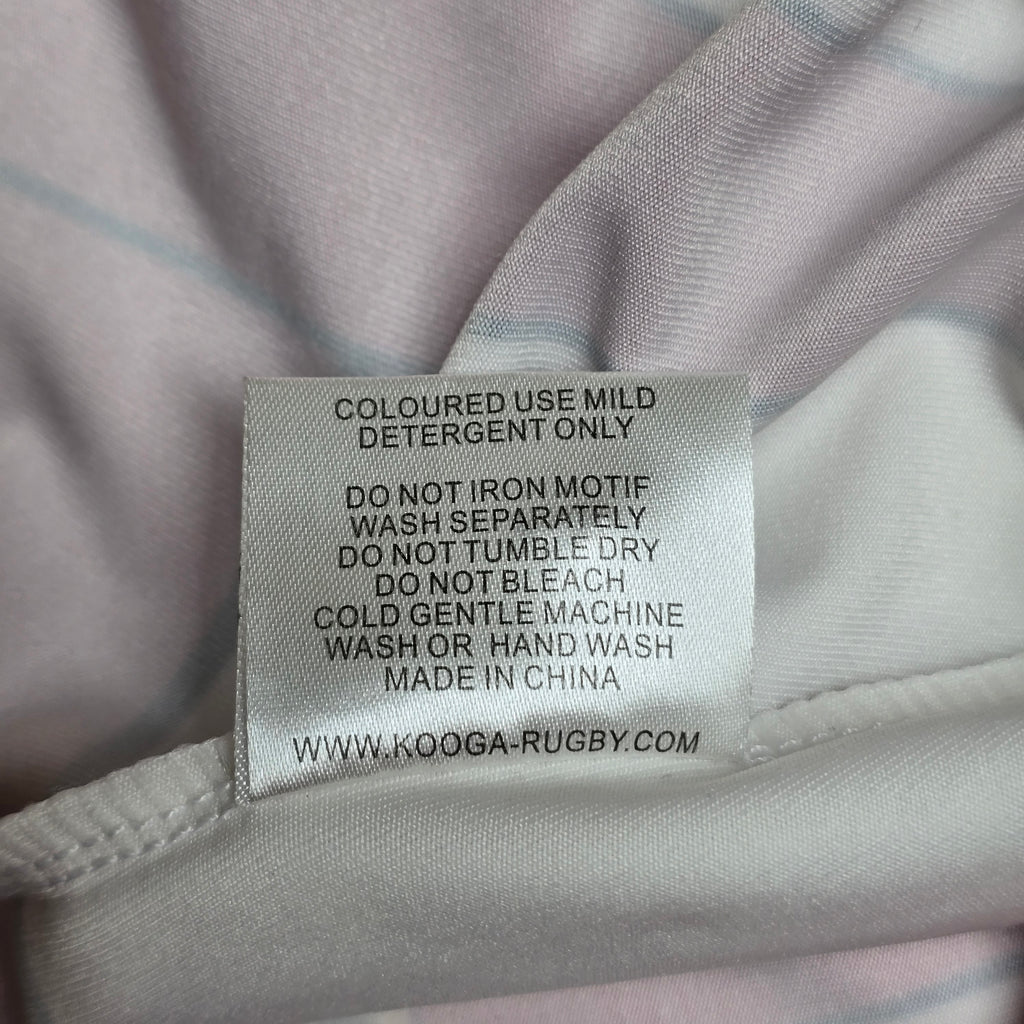 COLOURED USE MILD
DETERGENT ONLY
DO NOT IRON MOTIF
WASH SEPARATELY
DO NOT TUMBLE DRY
DO NOT BLEACH
COLD GENTLE MACHINE
WASH OR HAND WASH
MADE IN CHINA
WWW.KOOGA-RUGBY.COM